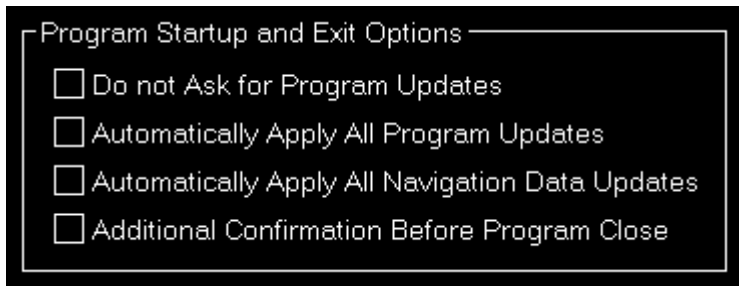 Program Startup and Exit Options
Do not Ask for Program Updates
Automatically Apply All Program Updates
Automatically Apply All Navigation Data Updates
Additional Confirmation Before Program Close